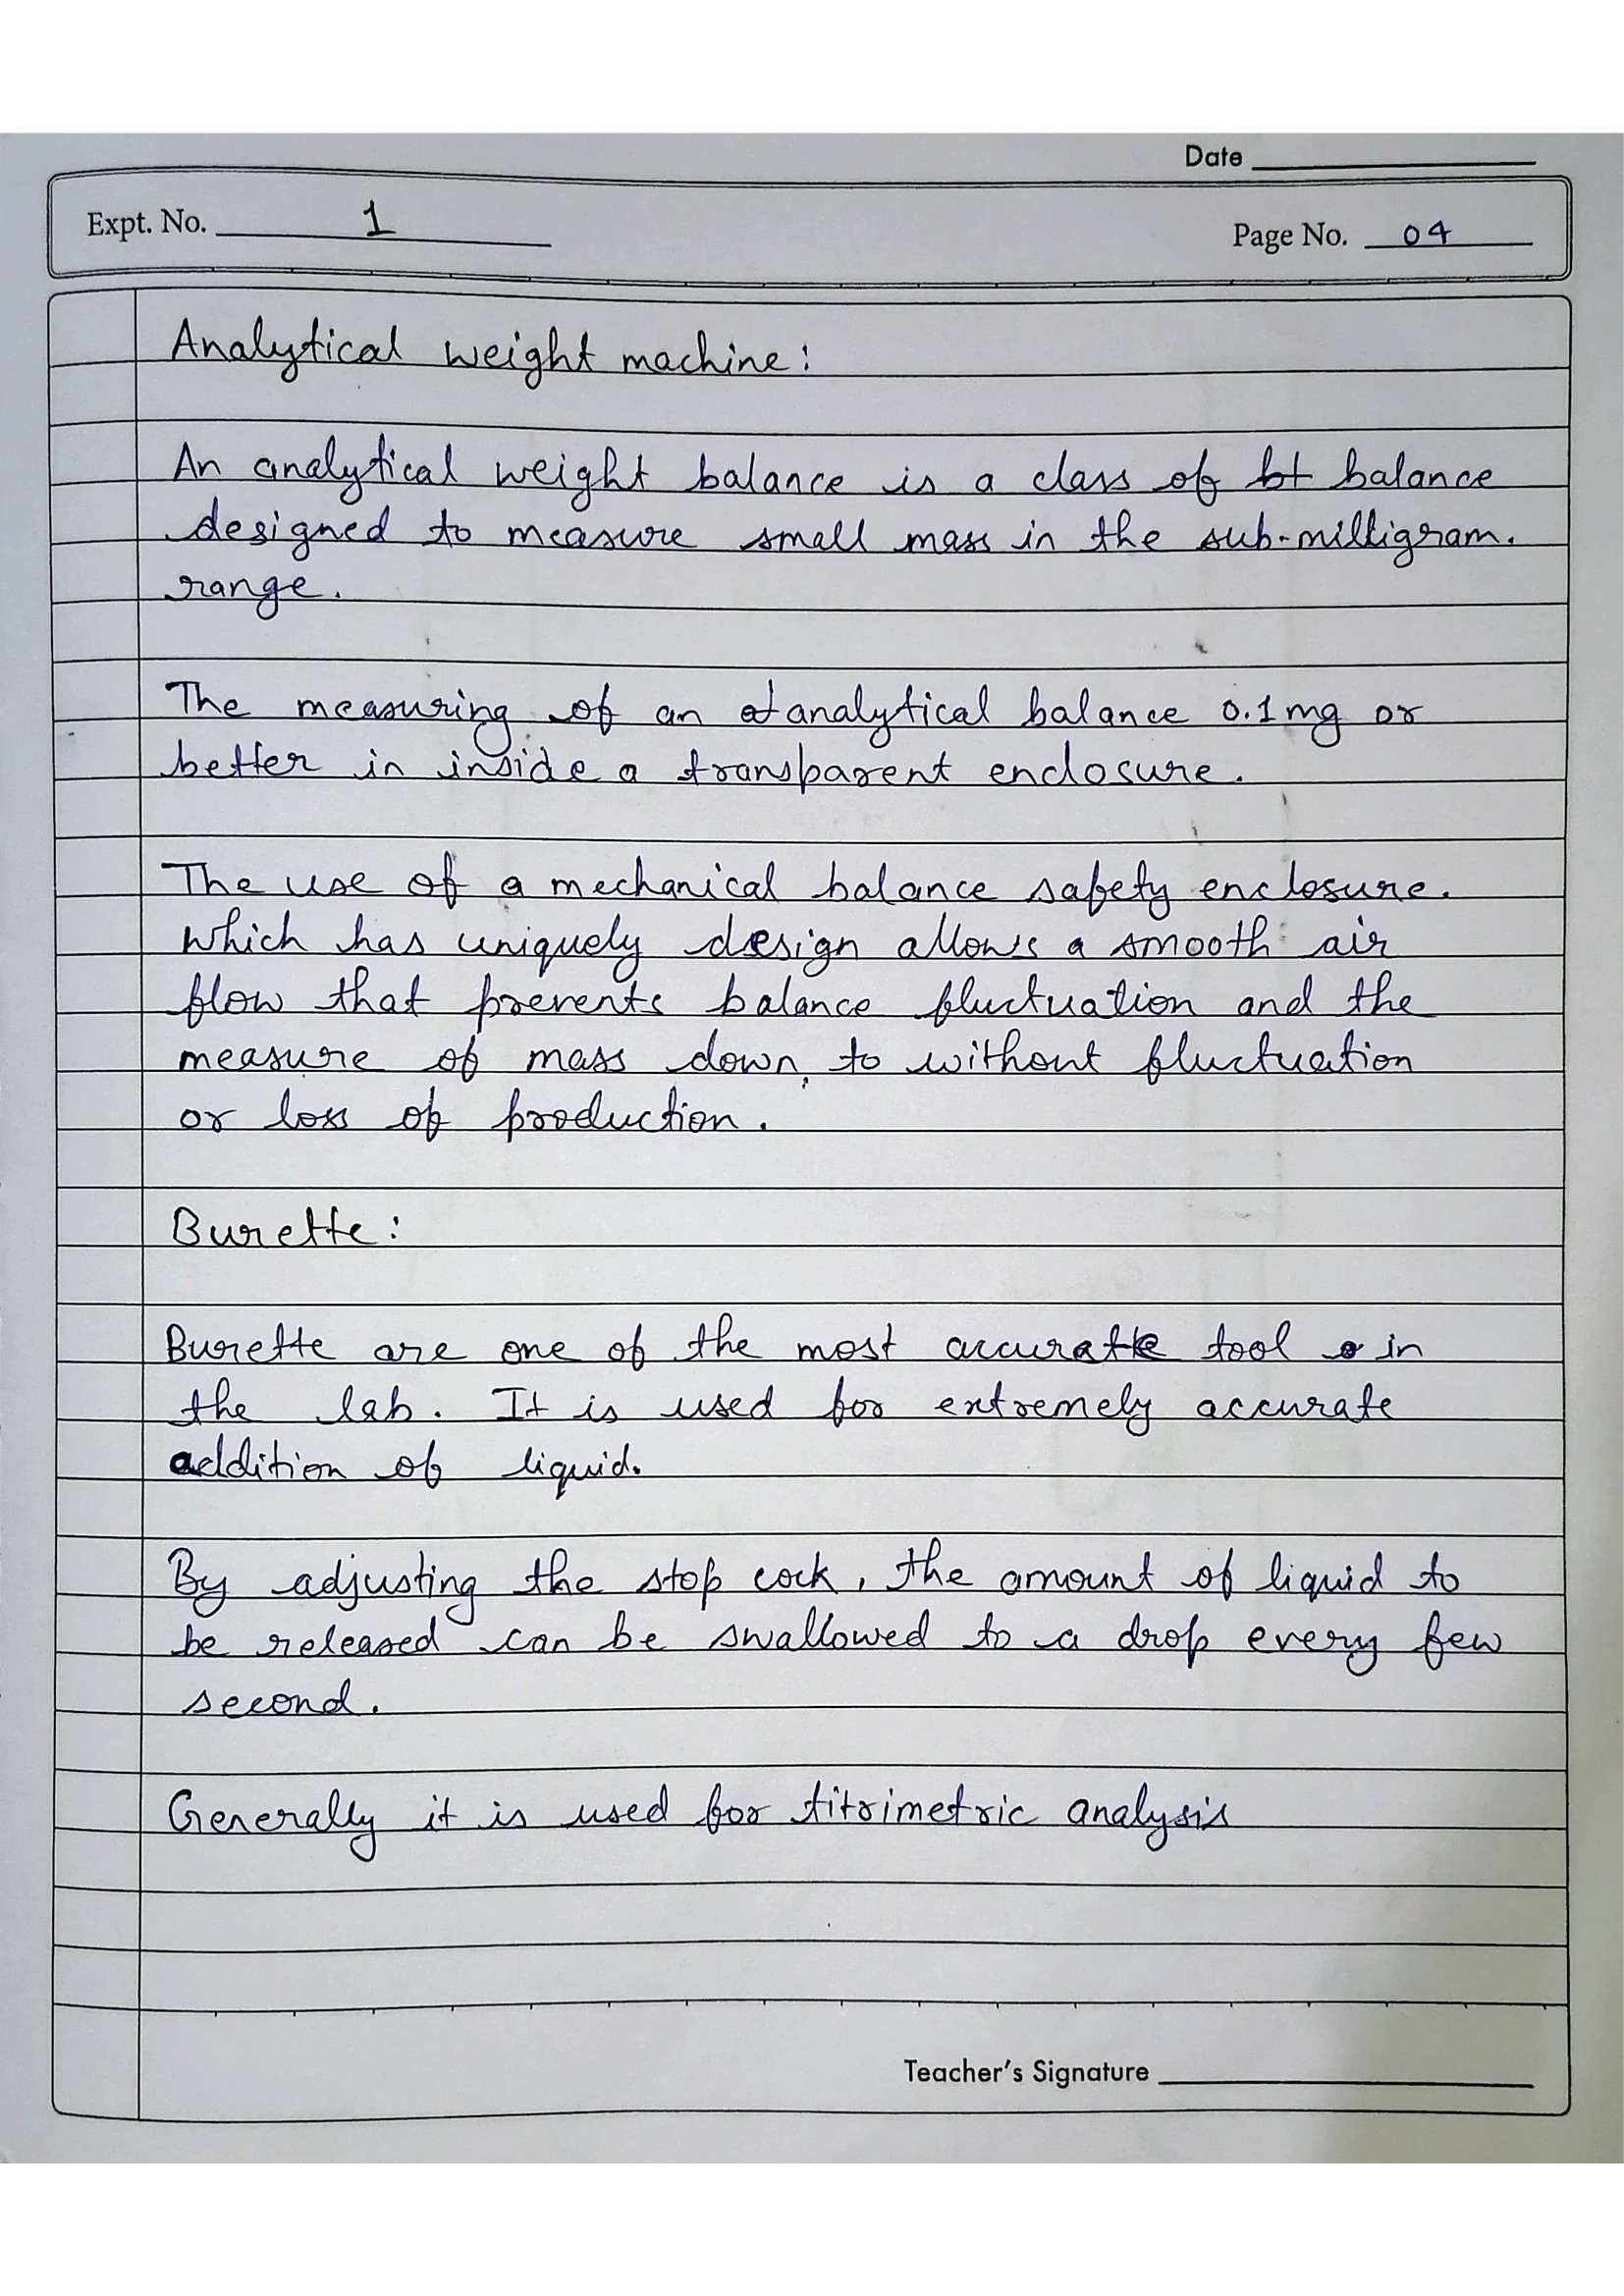 Date
Expt. No. 1
Page No. 04
Analytical weight machine:
An analytical weight balance is a class of bt balance
designed to measure small mass in the sub-milligram.
range.
The measuring of an at analytical balance 0.1 mg or
better in inside a transparent enclosure.
The use of a mechanical balance safety enclosure.
Which has uniquely design allows a smooth air
flow that prevents balance fluctuation and the
measure of mass down, to without fluctuation
or loss of production.
Burette:
Burette are one of the most accurate tool in
the lab. It is used for extremely accurate
addition of liquid.
By adjusting the stop cock, the amount of liquid to
be released can be swallowed to a drop every few
second.
Generally it is used for titrimetric analysis
Teacher's Signature